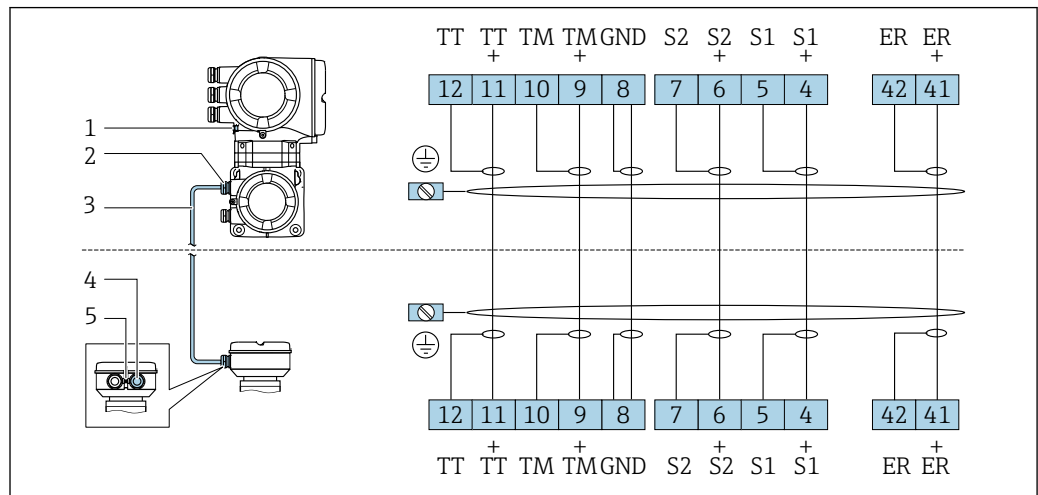 TT TT TM TM GND S2 S2 S1 S1 ER ER
+ + + + +
12 11 10 9 8 7 6 5 4 42 41
1
2
3
4
5
12 11 10 9 8 7 6 5 4 42 41
+ + + + +
TT TT TM TM GND S2 S2 S1 S1 ER ER